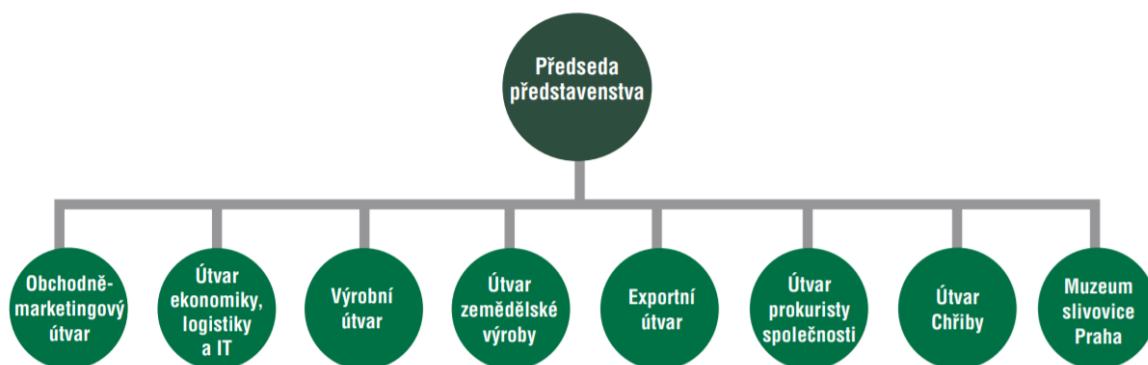 Předseda
představenstva
Obchodně-
marketingový
útvar
Útvar
ekonomiky,
logistiky
a IT
Výrobní
útvar
Útvar
zemědělské
výroby
Exportní
útvar
Útvar
prokuristy
společnosti
Útvar
Chřiby
Muzeum
slivovice
Praha